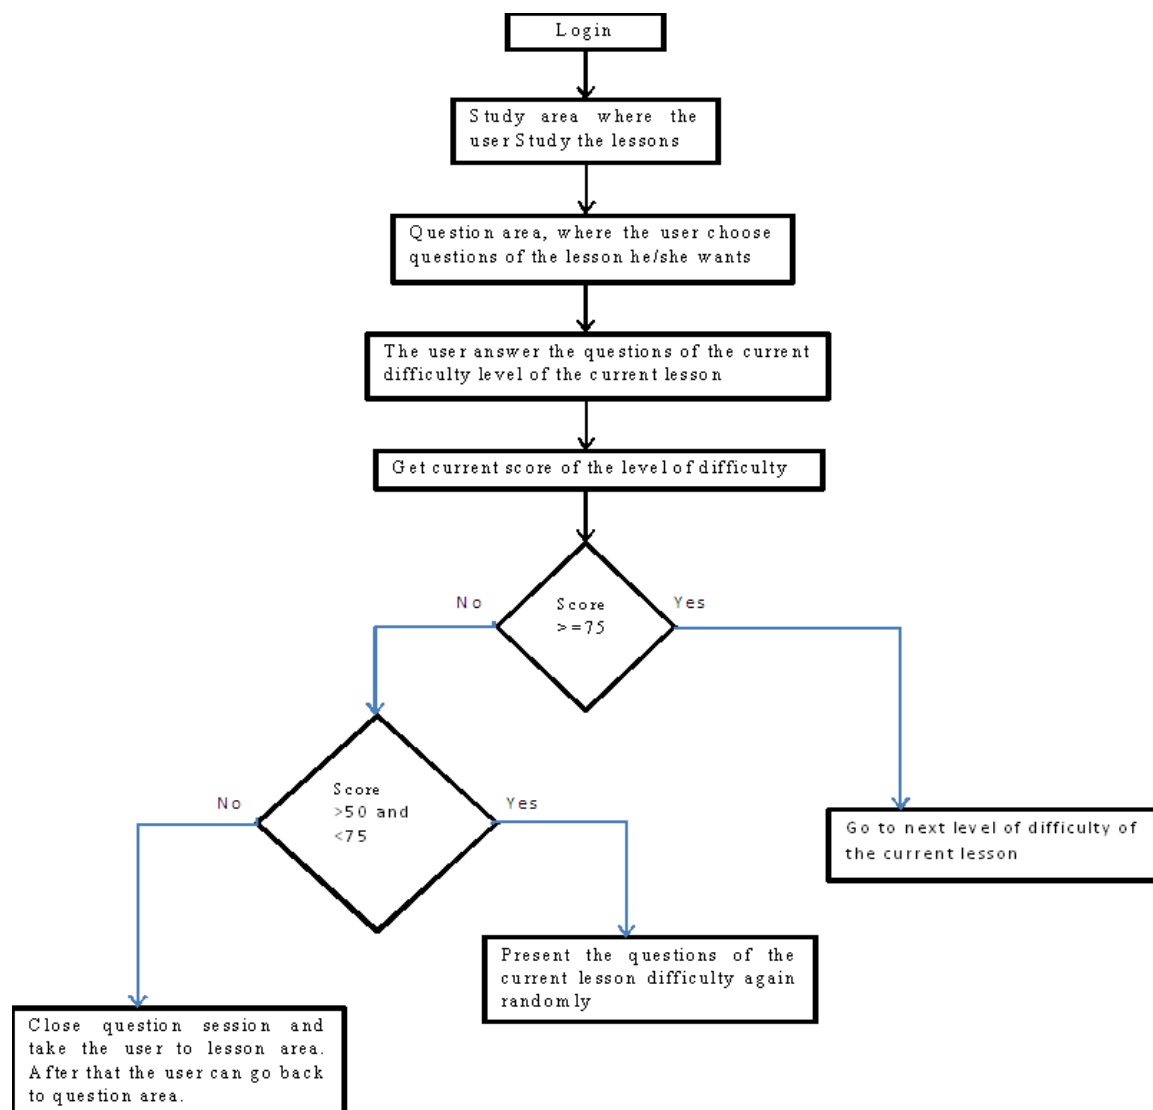 Login
Study area where the
user Study the lessons
Question area, where the user choose
questions of the lesson he/she wants
The user answer the questions of the current
difficulty level of the current lesson
Get current score of the level of difficulty
No
Score
>=75
Yes
No
Score
>50 and
<75
Yes
Go to next level of difficulty of
the current lesson
Present the questions of the
current lesson difficulty again
randomly
Close question session and
take the user to lesson area.
After that the user can go back
to question area.